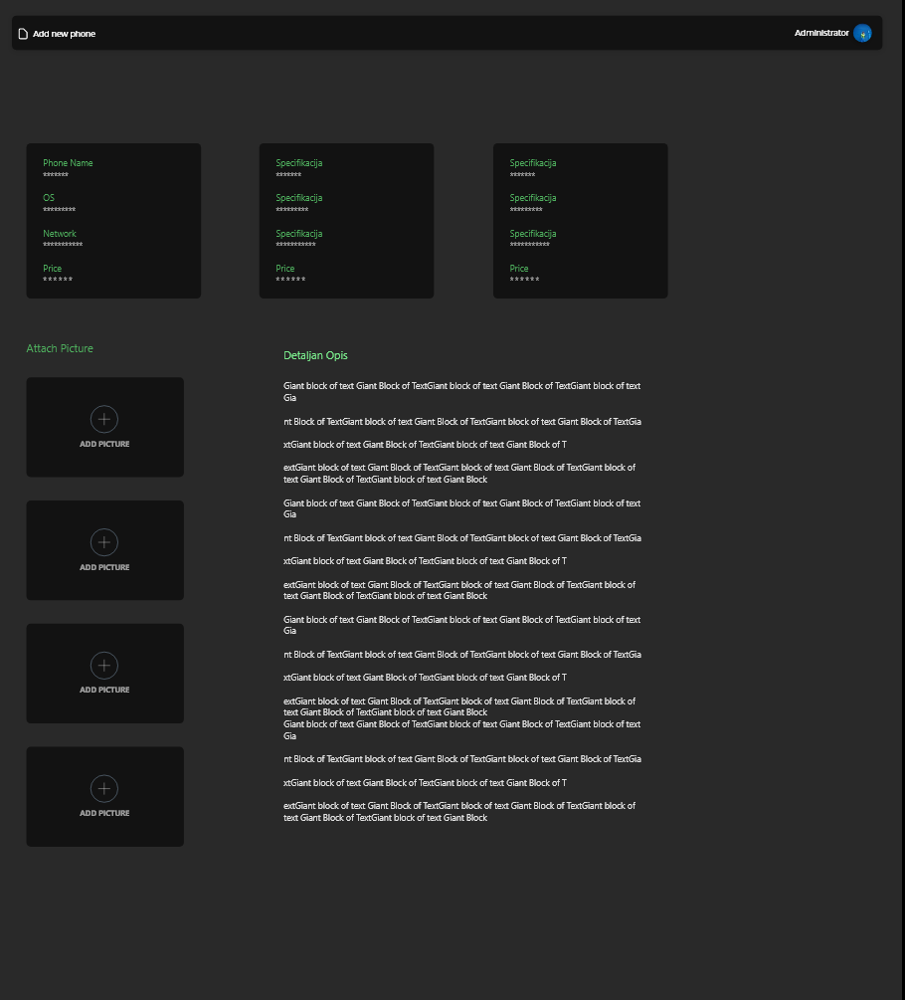 Add new phone
Administrator
Phone Name
*******
OS
*********
Network
***********
Price
******
Specifikacija
*******
Specifikacija
*********
Specifikacija
***********
Price
******
Specifikacija
*******
Specifikacija
*********
Specifikacija
***********
Price
******
Attach Picture
ADD PICTURE
ADD PICTURE
ADD PICTURE
ADD PICTURE
Detaljan Opis
Giant block of text Giant Block of TextGiant block of text Giant Block of TextGiant block of text
Gia
nt Block of TextGiant block of text Giant Block of TextGiant block of text Giant Block of TextGia
xtGiant block of text Giant Block of TextGiant block of text Giant Block of T
extGiant block of text Giant Block of TextGiant block of text Giant Block of TextGiant block of
text Giant Block of TextGiant block of text Giant Block
Giant block of text Giant Block of TextGiant block of text Giant Block of TextGiant block of text
Gia
nt Block of TextGiant block of text Giant Block of TextGiant block of text Giant Block of TextGia
xtGiant block of text Giant Block of TextGiant block of text Giant Block of T
extGiant block of text Giant Block of TextGiant block of text Giant Block of TextGiant block of
text Giant Block of TextGiant block of text Giant Block
Giant block of text Giant Block of TextGiant block of text Giant Block of TextGiant block of text
Gia
nt Block of TextGiant block of text Giant Block of TextGiant block of text Giant Block of TextGia
xtGiant block of text Giant Block of TextGiant block of text Giant Block of T
extGiant block of text Giant Block of TextGiant block of text Giant Block of TextGiant block of
text Giant Block of TextGiant block of text Giant Block
Giant block of text Giant Block of TextGiant block of text Giant Block of TextGiant block of text
Gia
nt Block of TextGiant block of text Giant Block of TextGiant block of text Giant Block of TextGia
xtGiant block of text Giant Block of TextGiant block of text Giant Block of T
extGiant block of text Giant Block of TextGiant block of text Giant Block of TextGiant block of
text Giant Block of TextGiant block of text Giant Block